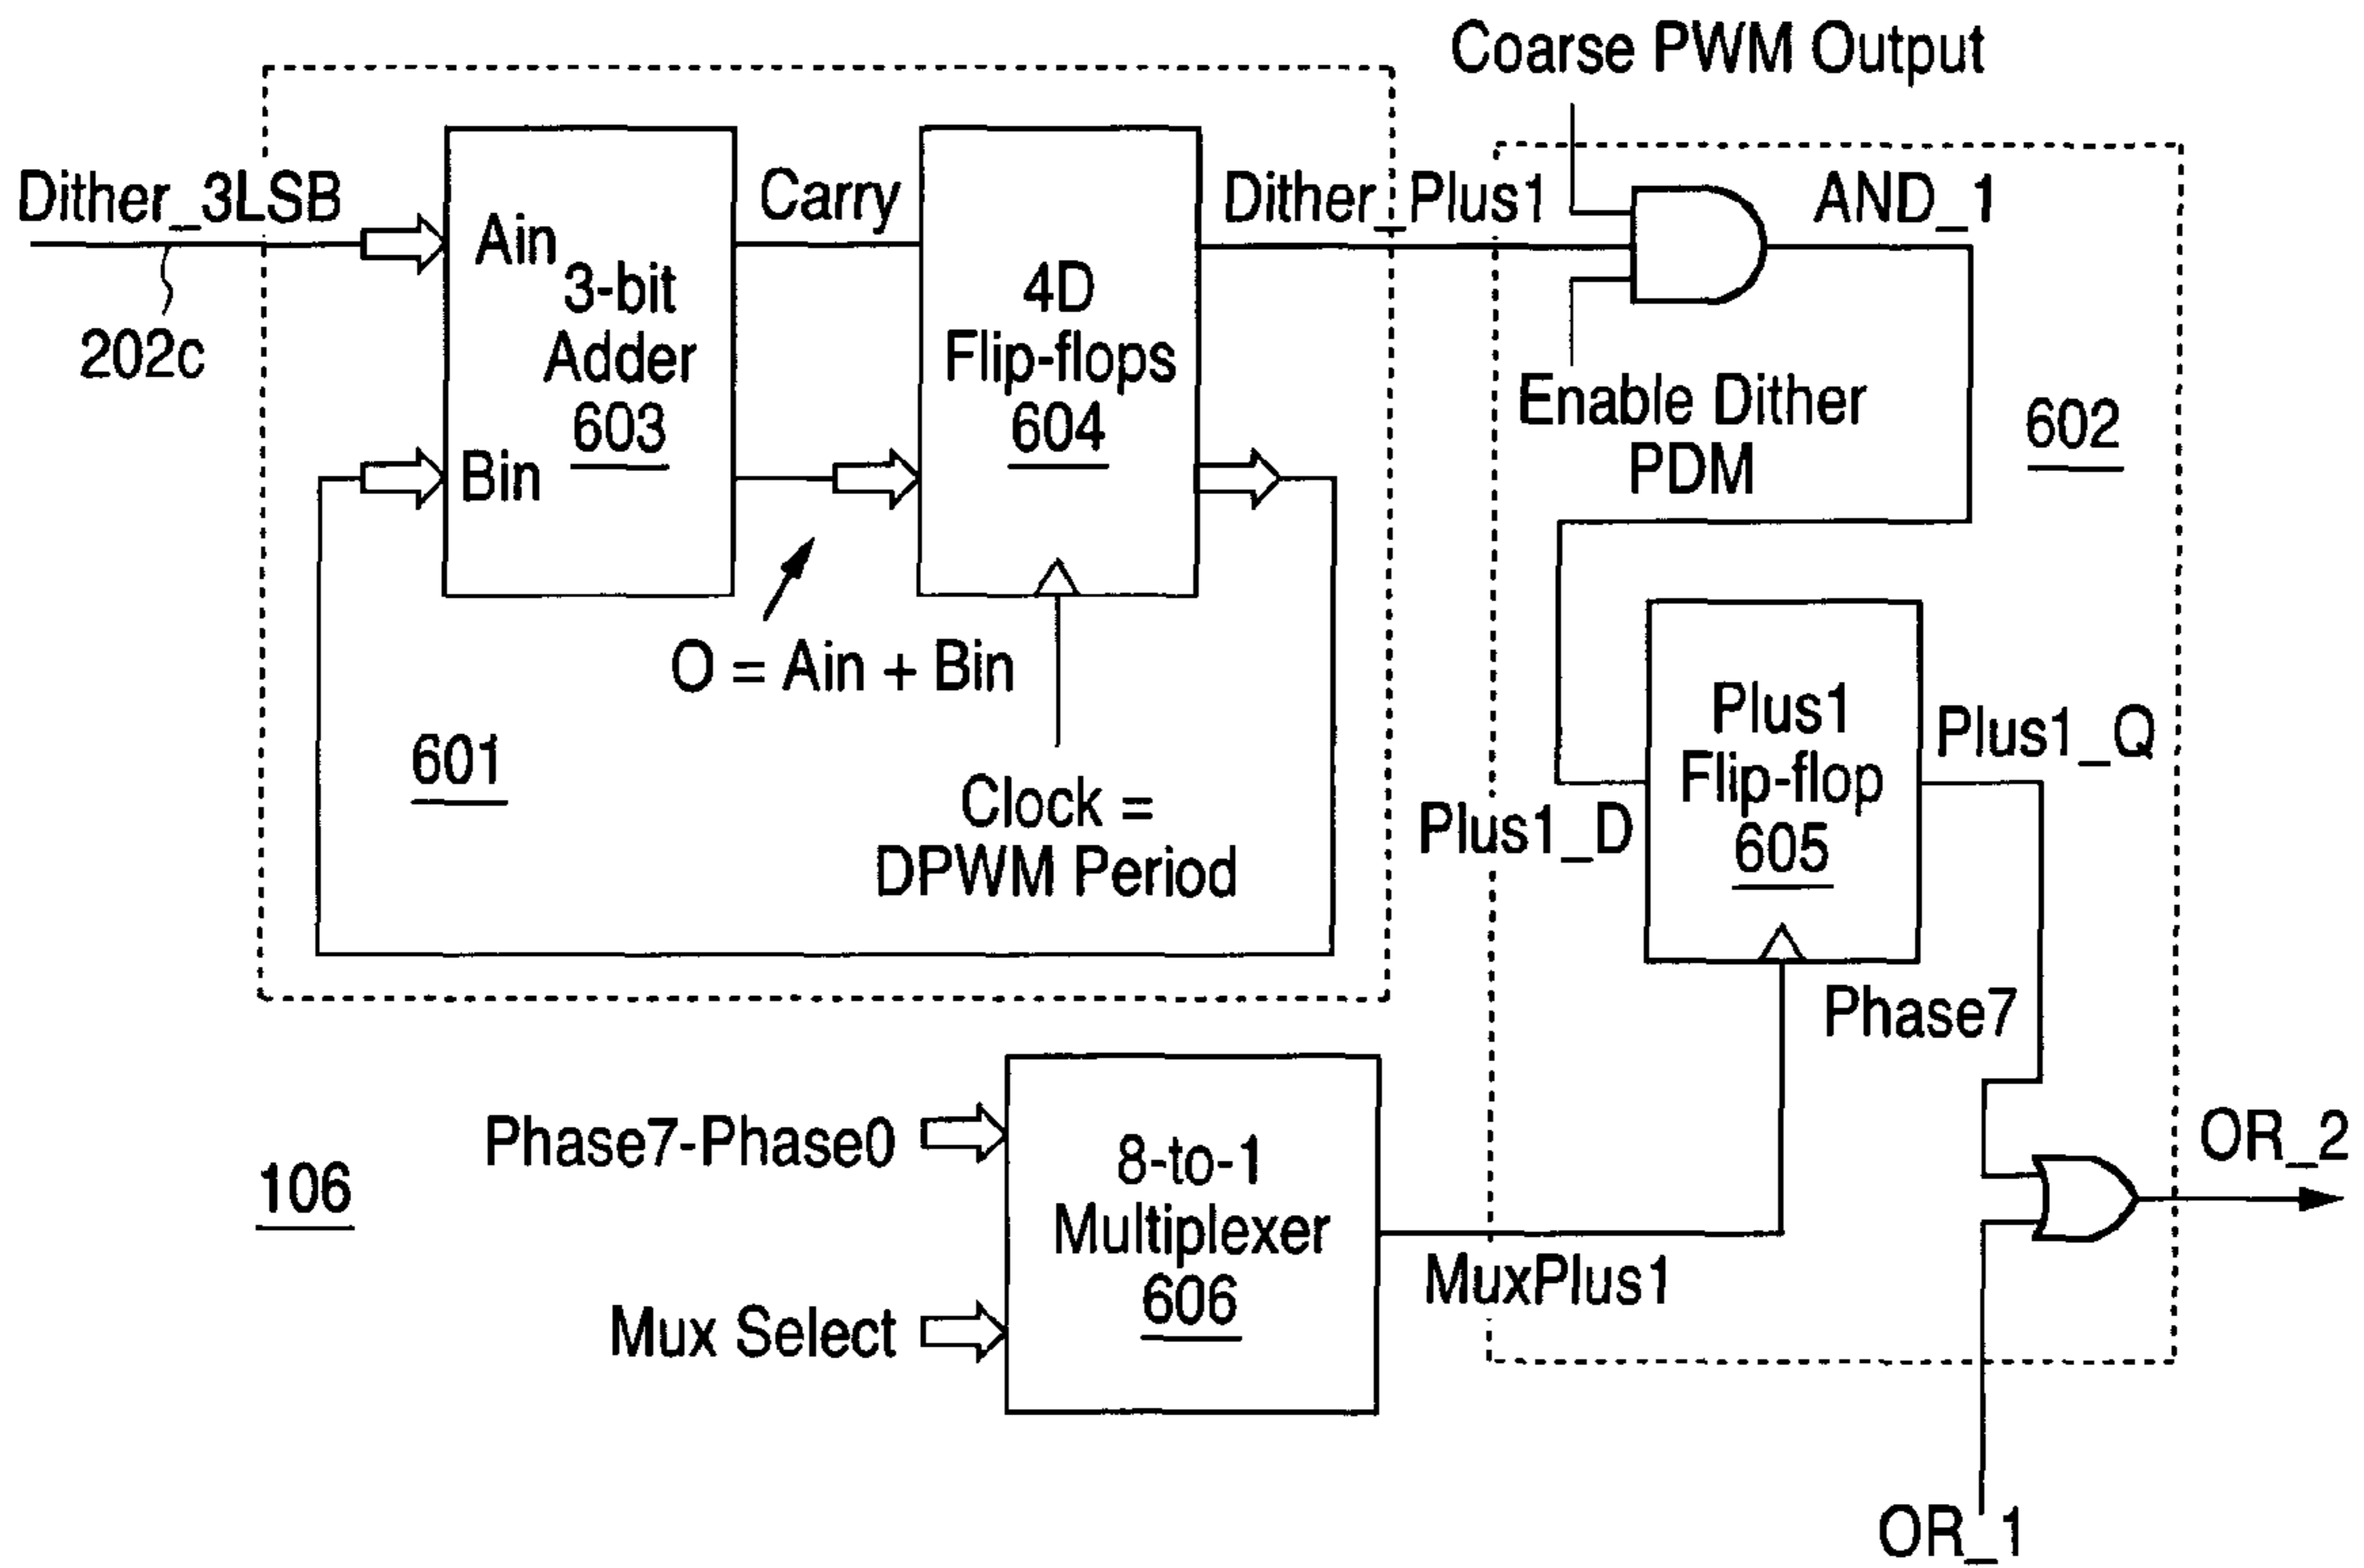 Coarse PWM Output
Dither_3LSB
202c
Ain
3-bit
Adder
603
Bin
Carry
4D
Flip-flops
604
Dither_Plus1
AND_1
Enable Dither
PDM
602
O = Ain + Bin
601
Clock =
DPWM Period
Plus1_D
Plus1
Flip-flop
605
Plus1_Q
Phase7
Phase7-Phase0
Mux Select
8-to-1
Multiplexer
606
MuxPlus1
106
OR_2
OR_1